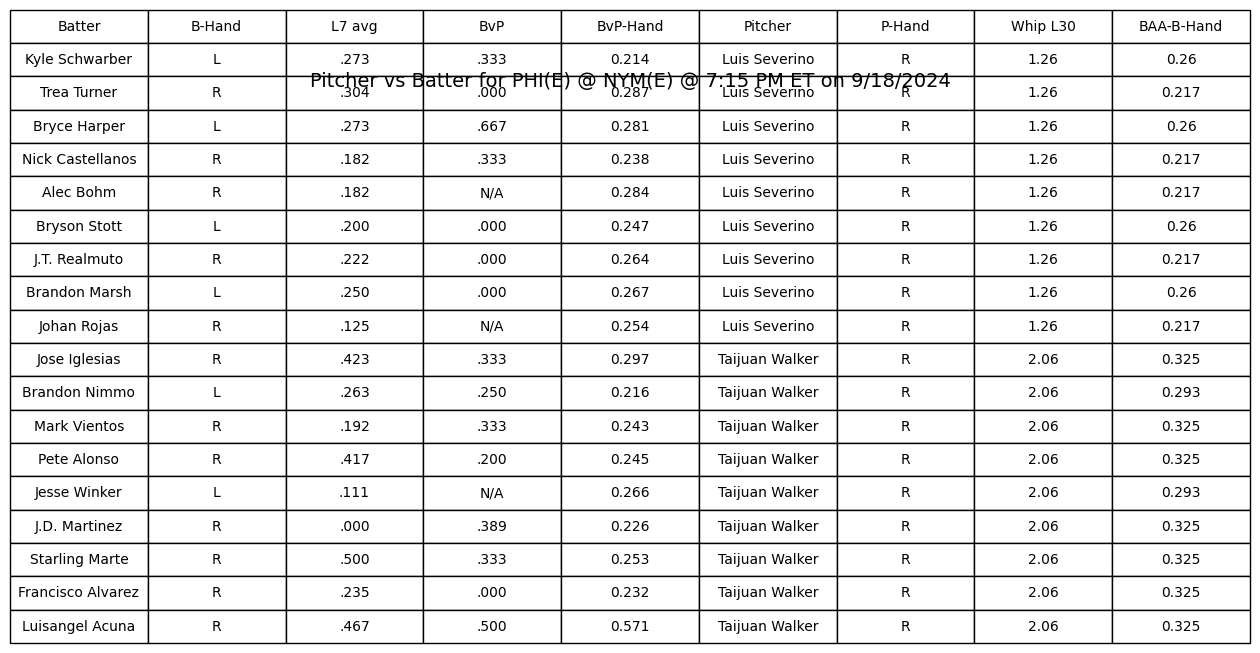 Batter B-Hand L7 avg BvP BvP-Hand Pitcher P-Hand Whip L30 BAA-B-Hand
Kyle Schwarber L .273 .333 0.214 Luis Severino R 1.26 0.26
Pitcher vs Batter for PHI(E) @ NYM(E) @ 7:15 PM ET on 9/18/2024
Trea Turner R .304 .000 0.287 Luis Severino R 1.26 0.217
Bryce Harper L .273 .667 0.281 Luis Severino R 1.26 0.26
Nick Castellanos R .182 .333 0.238 Luis Severino R 1.26 0.217
Alec Bohm R .182 N/A 0.284 Luis Severino R 1.26 0.217
Bryson Stott L .200 .000 0.247 Luis Severino R 1.26 0.26
J.T. Realmuto R .222 .000 0.264 Luis Severino R 1.26 0.217
Brandon Marsh L .250 .000 0.267 Luis Severino R 1.26 0.26
Johan Rojas R .125 N/A 0.254 Luis Severino R 1.26 0.217
Jose Iglesias R .423 .333 0.297 Taijuan Walker R 2.06 0.325
Brandon Nimmo L .263 .250 0.216 Taijuan Walker R 2.06 0.293
Mark Vientos R .192 .333 0.243 Taijuan Walker R 2.06 0.325
Pete Alonso R .417 .200 0.245 Taijuan Walker R 2.06 0.325
Jesse Winker L .111 N/A 0.266 Taijuan Walker R 2.06 0.293
J.D. Martinez R .000 .389 0.226 Taijuan Walker R 2.06 0.325
Starling Marte R .500 .333 0.253 Taijuan Walker R 2.06 0.325
Francisco Alvarez R .235 .000 0.232 Taijuan Walker R 2.06 0.325
Luisangel Acuna R .467 .500 0.571 Taijuan Walker R 2.06 0.325